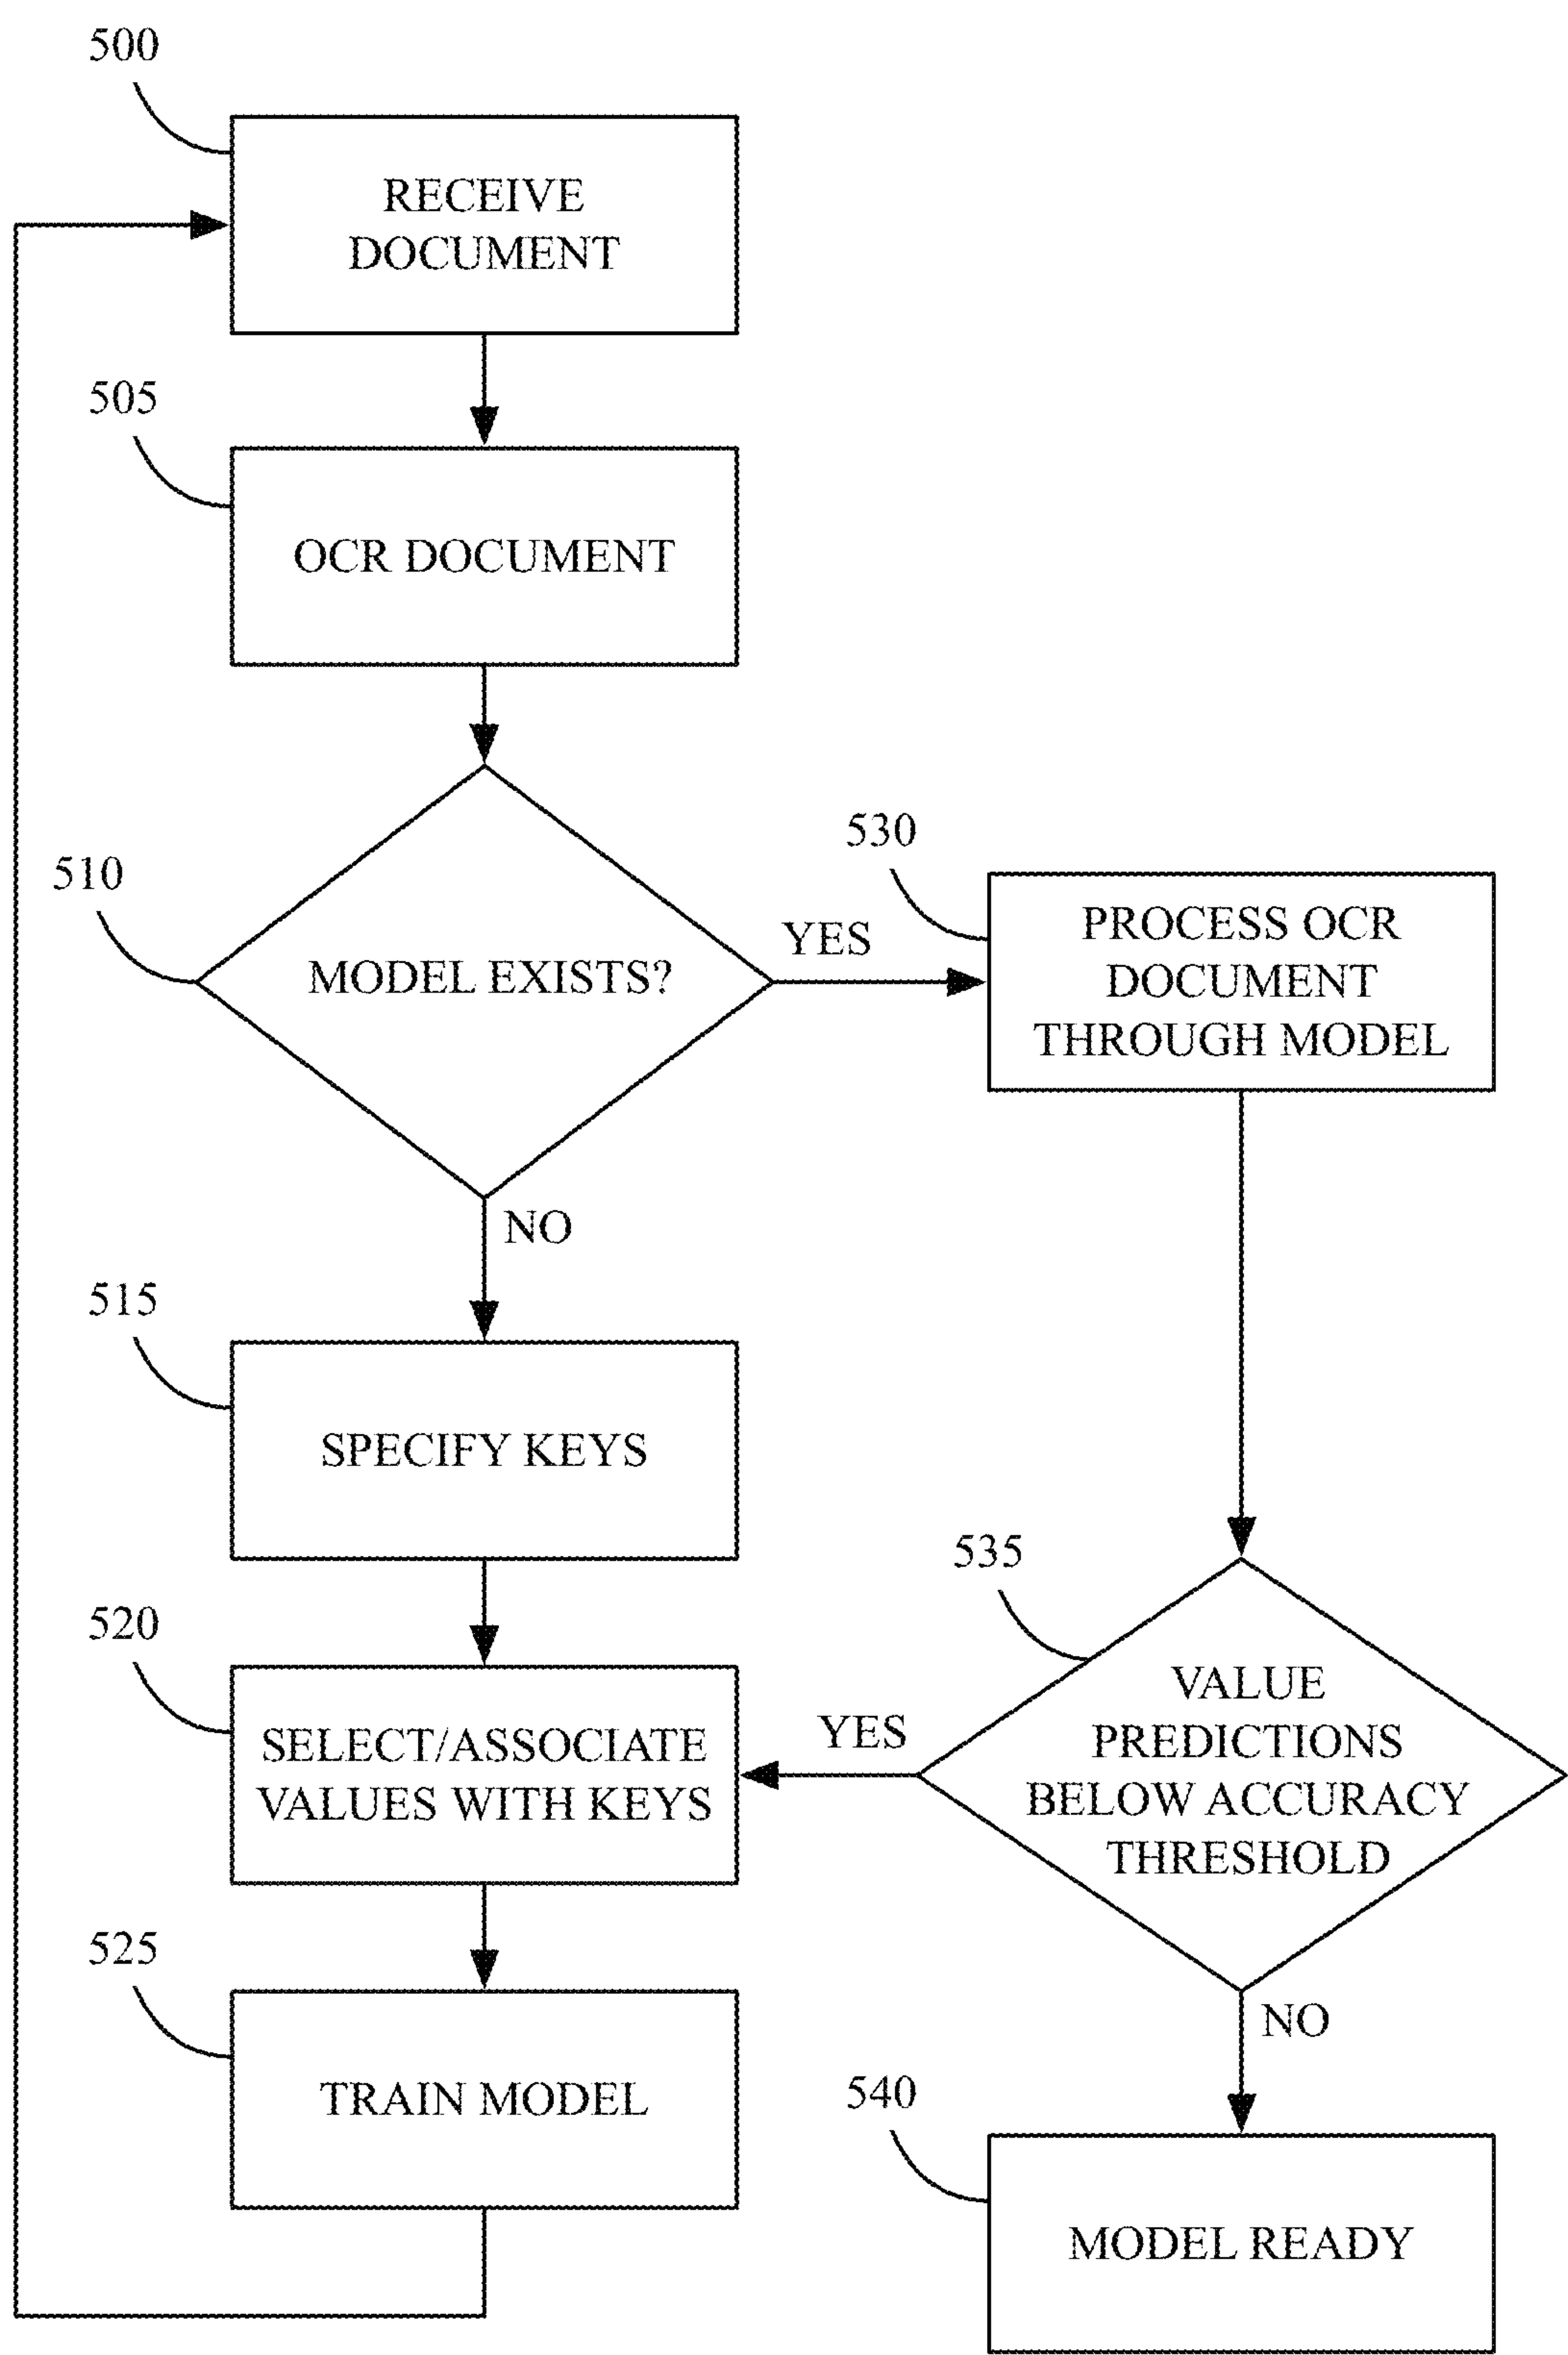 500
RECEIVE
DOCUMENT
505
OCR DOCUMENT
510
MODEL EXISTS?
YES
530
PROCESS OCR
DOCUMENT
THROUGH MODEL
NO
515
SPECIFY KEYS
520
SELECT/ASSOCIATE
VALUES WITH KEYS
YES
535
VALUE
PREDICTIONS
BELOW ACCURACY
THRESHOLD
525
TRAIN MODEL
NO
540
MODEL READY